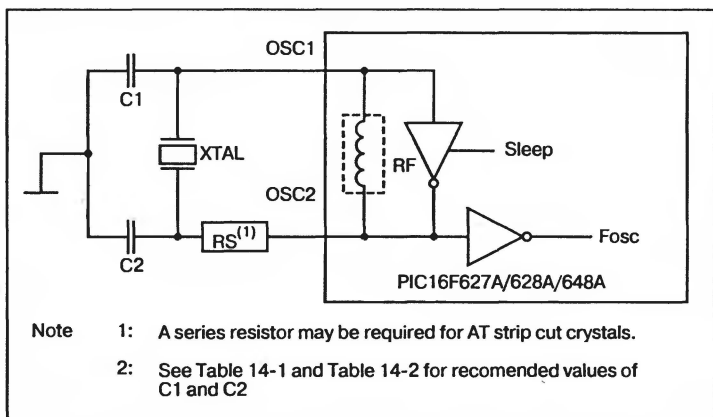 OSC1
C1
XTAL
RF
Sleep
OSC2
C2
RS(1)
Fosc
PIC16F627A/628A/648A
Note 1: A series resistor may be required for AT strip cut crystals.
2: See Table 14-1 and Table 14-2 for recomended values of
C1 and C2